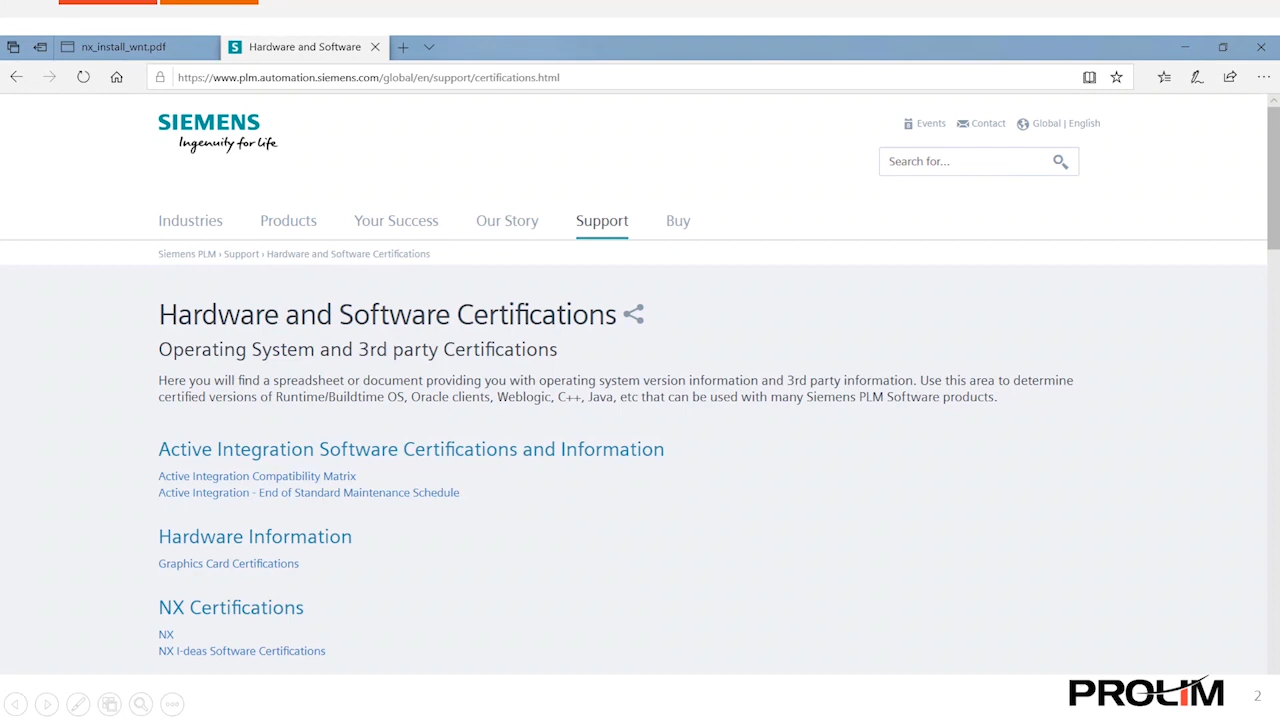 nx_install_wnt.pdf
S Hardware and Software
https://www.plm.automation.siemens.com/global/en/support/certifications.html
SIEMENS
Ingenuity for life
Events Contact Global | English
Search for...
Industries Products Your Success Our Story Support Buy
Siemens PLM › Support › Hardware and Software Certifications
Hardware and Software Certifications
Operating System and 3rd party Certifications
Here you will find a spreadsheet or document providing you with operating system version information and 3rd party information. Use this area to determine
certified versions of Runtime/Buildtime OS, Oracle clients, Weblogic, C++, Java, etc that can be used with many Siemens PLM Software products.
Active Integration Software Certifications and Information
Active Integration Compatibility Matrix
Active Integration - End of Standard Maintenance Schedule
Hardware Information
Graphics Card Certifications
NX Certifications
NX
NX I-deas Software Certifications
PROLIM
2